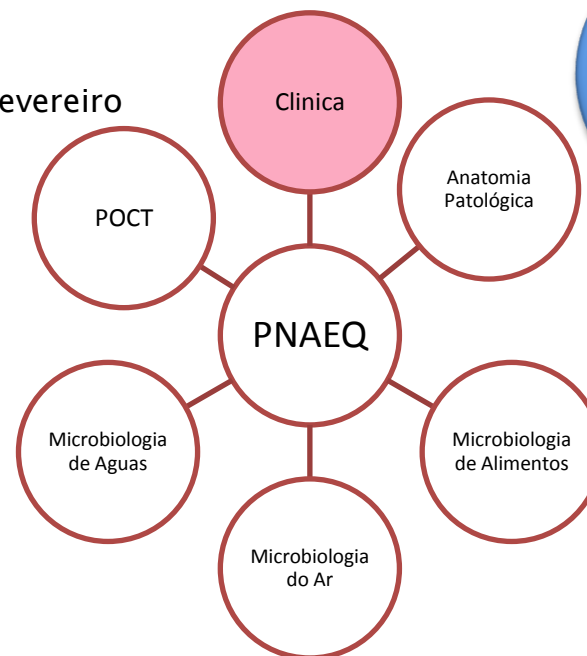 evereiro
Clinica
Anatomia
Patológica
POCT
PNAEQ
Microbiologia
de Aguas
Microbiologia
de Alimentos
Microbiologia
do Ar